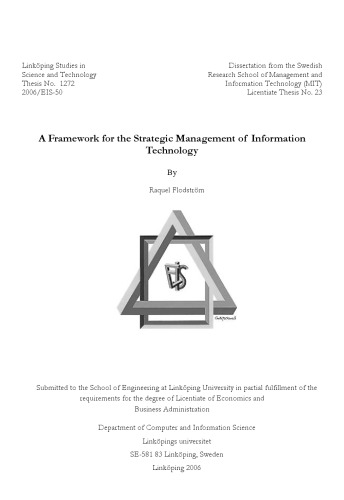 Linköping Studies in
Science and Technology
Thesis No. 1272
2006/EIS-50
Dissertation from the Swedish
Research School of Management and
Information Technology (MIT)
Licentiate Thesis No. 23
A Framework for the Strategic Management of Information
Technology
By
Raquel Flodström
EIS
Submitted to the School of Engineering at Linköping University in partial fulfillment of the
requirements for the degree of Licentiate of Economics and
Business Administration
Department of Computer and Information Science
Linköpings universitet
SE-581 83 Linköping, Sweden
Linköping 2006